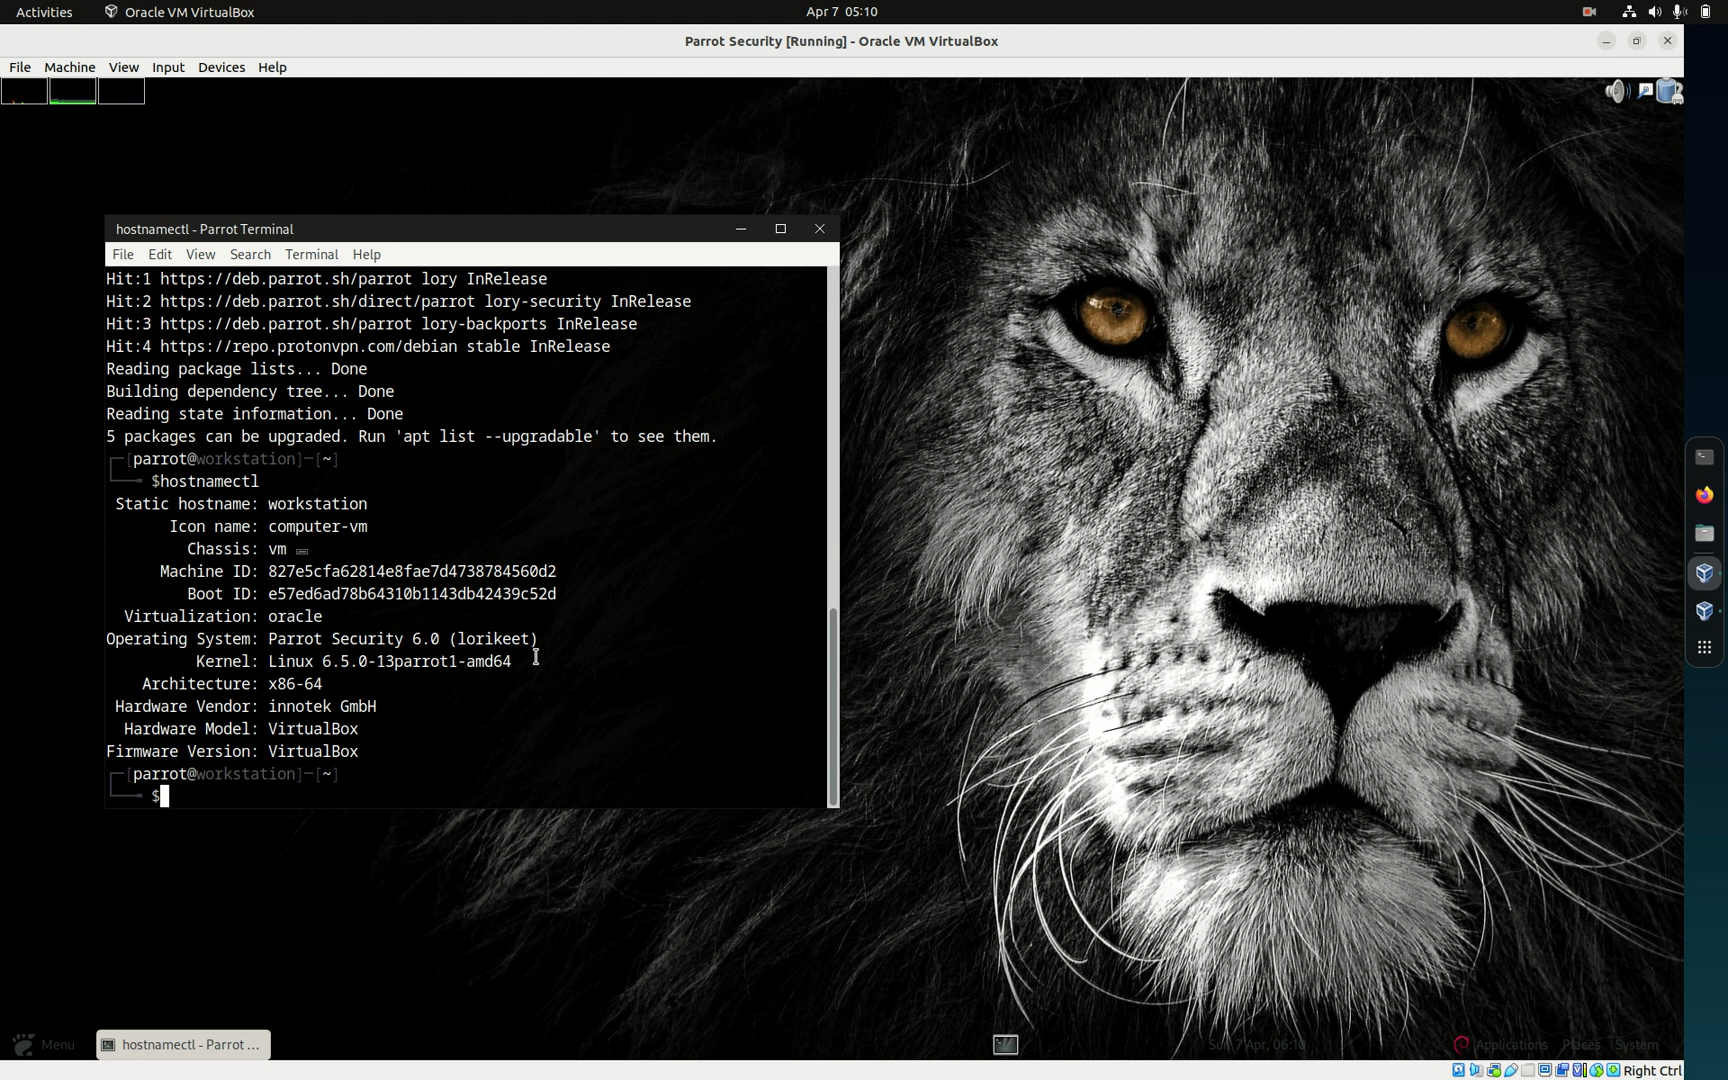 Activities
Oracle VM VirtualBox
Apr 7 05:10
Parrot Security [Running] - Oracle VM VirtualBox
File Machine View Input Devices Help
hostnamectl - Parrot Terminal
File Edit View Search Terminal Help
Hit:1 https://deb.parrot.sh/parrot lory InRelease
Hit:2 https://deb.parrot.sh/direct/parrot lory-security InRelease
Hit:3 https://deb.parrot.sh/parrot lory-backports InRelease
Hit:4 https://repo.protonvpn.com/debian stable InRelease
Reading package lists... Done
Building dependency tree... Done
Reading state information... Done
5 packages can be upgraded. Run 'apt list --upgradable' to see them.
[parrot@workstation]-[~]
$hostnamectl
Static hostname: workstation
Icon name: computer-vm
Chassis: vm
Machine ID: 827e5cfa62814e8fae7d4738784560d2
Boot ID: e57ed6ad78b64310b1143db42439c52d
Virtualization: oracle
Operating System: Parrot Security 6.0 (lorikeet)
Kernel: Linux 6.5.0-13parrot1-amd64
Architecture: x86-64
Hardware Vendor: innotek GmbH
Hardware Model: VirtualBox
Firmware Version: VirtualBox
[parrot@workstation]-[~]
$
Menu
hostnamectl - Parrot ...
Sun 7 Apr, 06:10
Applications Places System
Right Ctrl